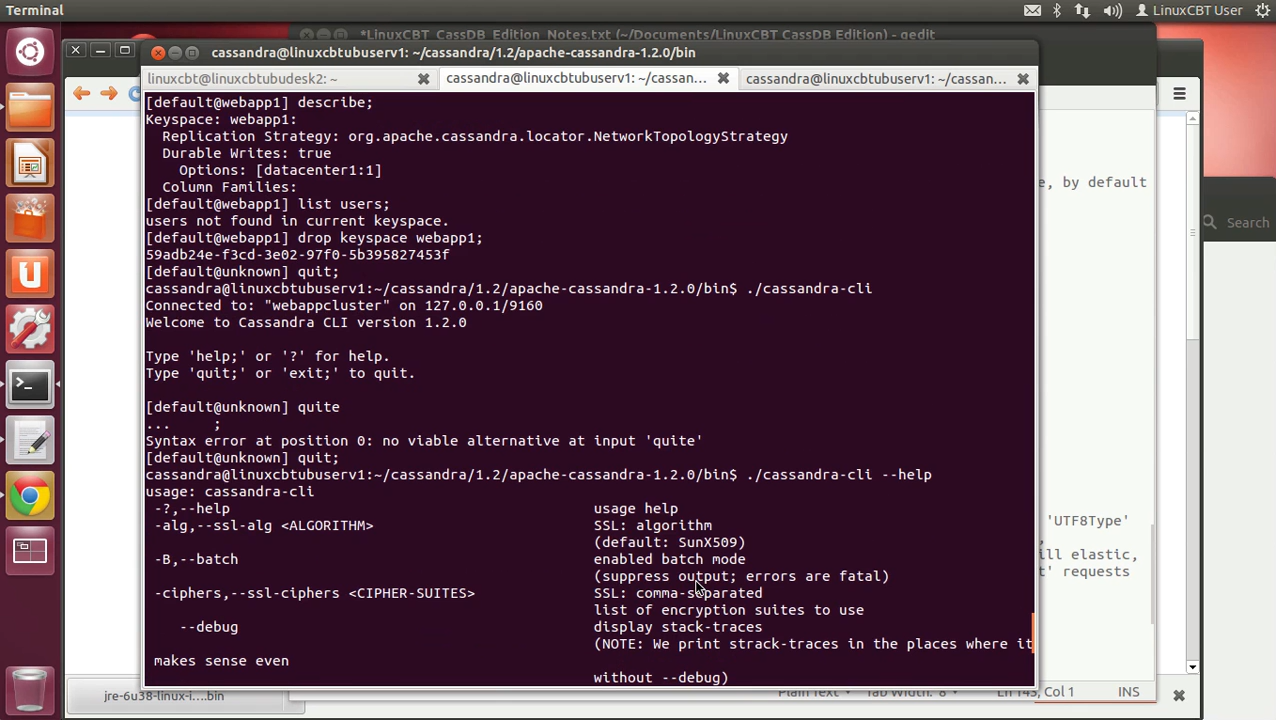 Terminal
LinuxCBT User
*LinuxCBT CassDB Edition_Notes.txt (~/Documents/LinuxCBT CassDB Edition) - gedit
cassandra@linuxcbtubuserv1: ~/cassandra/1.2/apache-cassandra-1.2.0/bin
linuxcbt@linuxcbtubudesk2: ~
cassandra@linuxcbtubuserv1: ~/cassan...
cassandra@linuxcbtubuserv1: ~/cassan...
[default@webapp1] describe;
Keyspace: webapp1:
Replication Strategy: org.apache.cassandra.locator.NetworkTopologyStrategy
Durable Writes: true
Options: [datacenter1:1]
Column Families:
[default@webapp1] list users;
users not found in current keyspace.
[default@webapp1] drop keyspace webapp1;
59adb24e-f3cd-3e02-97f0-5b395827453f
[default@unknown] quit;
cassandra@linuxcbtubuserv1:~/cassandra/1.2/apache-cassandra-1.2.0/bin$ ./cassandra-cli
Connected to: "webappcluster" on 127.0.0.1/9160
Welcome to Cassandra CLI version 1.2.0
Type 'help;' or '?' for help.
Type 'quit;' or 'exit;' to quit.
[default@unknown] quite
... ;
Syntax error at position 0: no viable alternative at input 'quite'
[default@unknown] quit;
cassandra@linuxcbtubuserv1:~/cassandra/1.2/apache-cassandra-1.2.0/bin$ ./cassandra-cli --help
usage: cassandra-cli
-?,--help usage help
-alg,--ssl-alg <ALGORITHM> SSL: algorithm
(default: SunX509)
-B,--batch enabled batch mode
(suppress output; errors are fatal)
-ciphers,--ssl-ciphers <CIPHER-SUITES> SSL: comma-separated
list of encryption suites to use
--debug display stack-traces
(NOTE: We print strack-traces in the places where it
makes sense even
without --debug)
e, by default
Search
'UTF8Type'
ill elastic,
t' requests
jre-6u38-linux-i....bin
Plain Text
Tab Width: 8
Ln 143, Col 1
INS